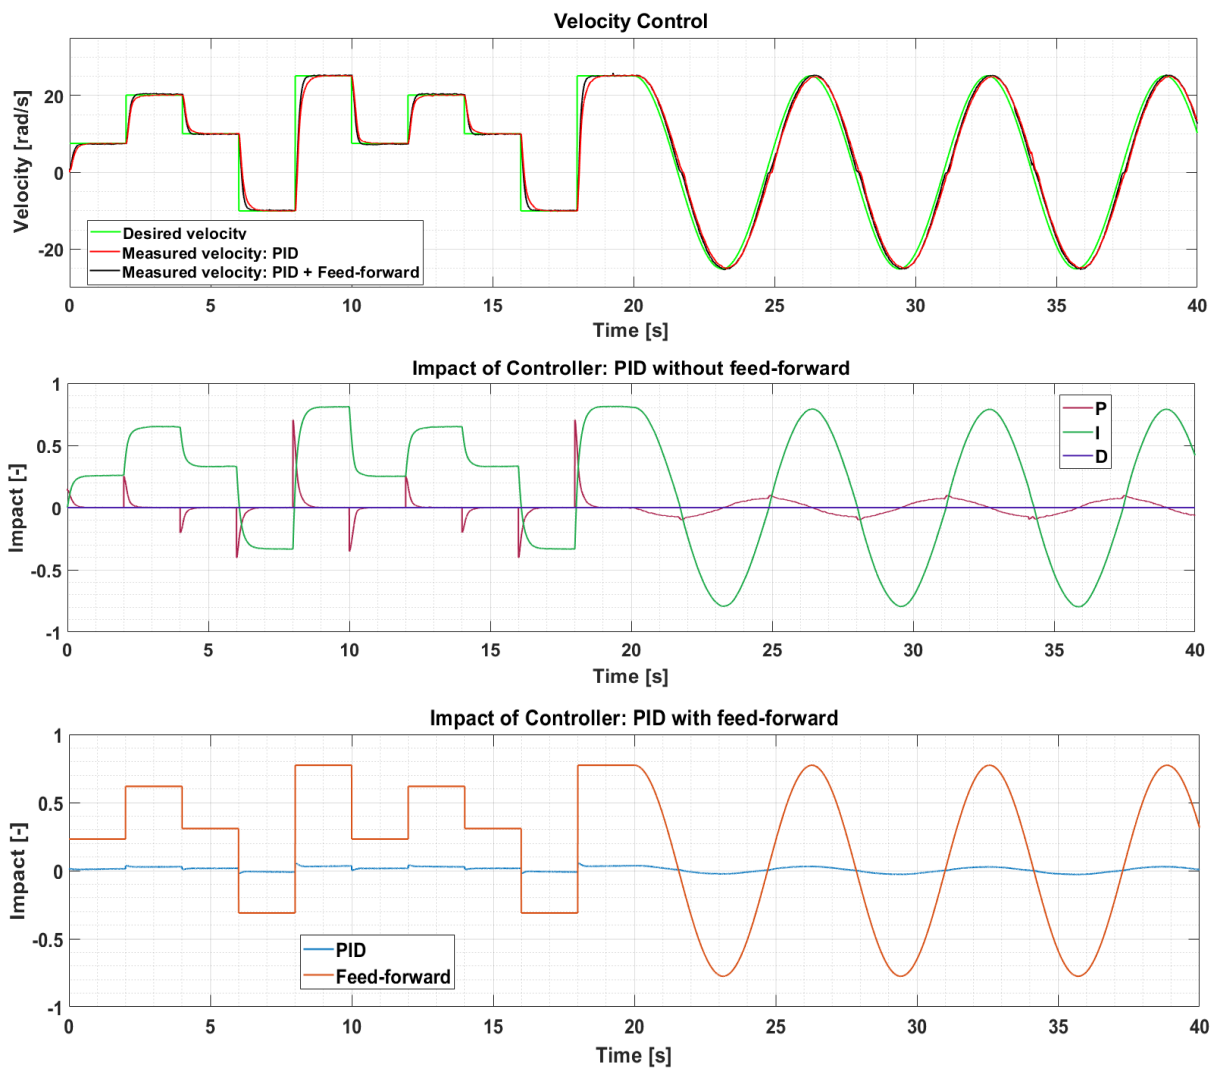 Velocity Control
Velocity [rad/s]
20
0
-20
Desired velocity
Measured velocity: PID
Measured velocity: PID + Feed-forward
0 5 10 15 20 25 30 35 40
Time [s]
Impact of Controller: PID without feed-forward
Impact [-]
1
0.5
0
-0.5
-1
P
I
D
0 5 10 15 20 25 30 35 40
Time [s]
Impact of Controller: PID with feed-forward
Impact [-]
1
0.5
0
-0.5
-1
PID
Feed-forward
0 5 10 15 20 25 30 35 40
Time [s]